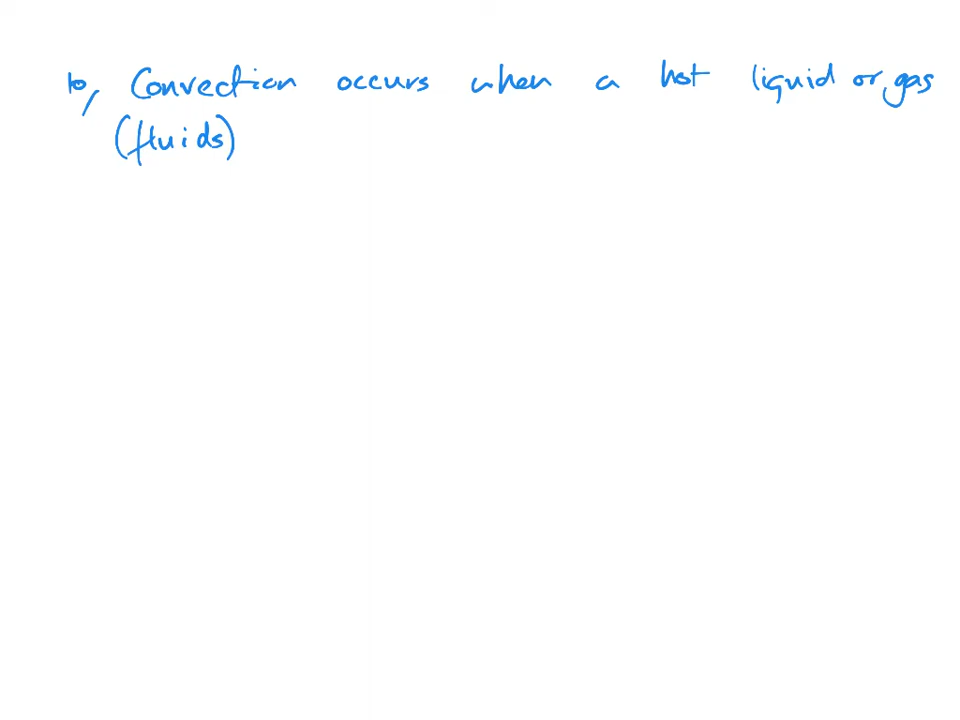 10, Convection occurs when a hot liquid or gas
(fluids)